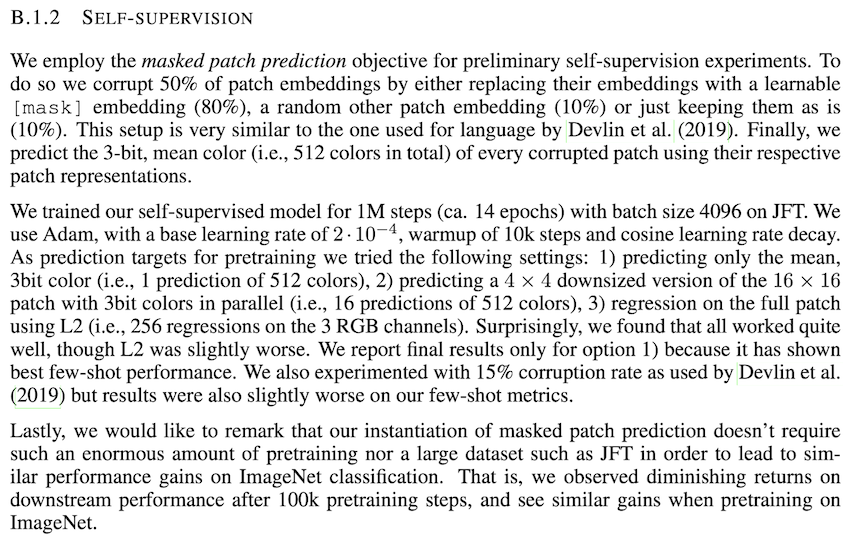 B.1.2 SELF-SUPERVISION
We employ the masked patch prediction objective for preliminary self-supervision experiments. To
do so we corrupt 50% of patch embeddings by either replacing their embeddings with a learnable
[mask] embedding (80%), a random other patch embedding (10%) or just keeping them as is
(10%). This setup is very similar to the one used for language by Devlin et al. (2019). Finally, we
predict the 3-bit, mean color (i.e., 512 colors in total) of every corrupted patch using their respective
patch representations.
We trained our self-supervised model for 1M steps (ca. 14 epochs) with batch size 4096 on JFT. We
use Adam, with a base learning rate of 2 · 10⁻⁴, warmup of 10k steps and cosine learning rate decay.
As prediction targets for pretraining we tried the following settings: 1) predicting only the mean,
3bit color (i.e., 1 prediction of 512 colors), 2) predicting a 4 × 4 downsized version of the 16 × 16
patch with 3bit colors in parallel (i.e., 16 predictions of 512 colors), 3) regression on the full patch
using L2 (i.e., 256 regressions on the 3 RGB channels). Surprisingly, we found that all worked quite
well, though L2 was slightly worse. We report final results only for option 1) because it has shown
best few-shot performance. We also experimented with 15% corruption rate as used by Devlin et al.
(2019) but results were also slightly worse on our few-shot metrics.
Lastly, we would like to remark that our instantiation of masked patch prediction doesn't require
such an enormous amount of pretraining nor a large dataset such as JFT in order to lead to sim-
ilar performance gains on ImageNet classification. That is, we observed diminishing returns on
downstream performance after 100k pretraining steps, and see similar gains when pretraining on
ImageNet.